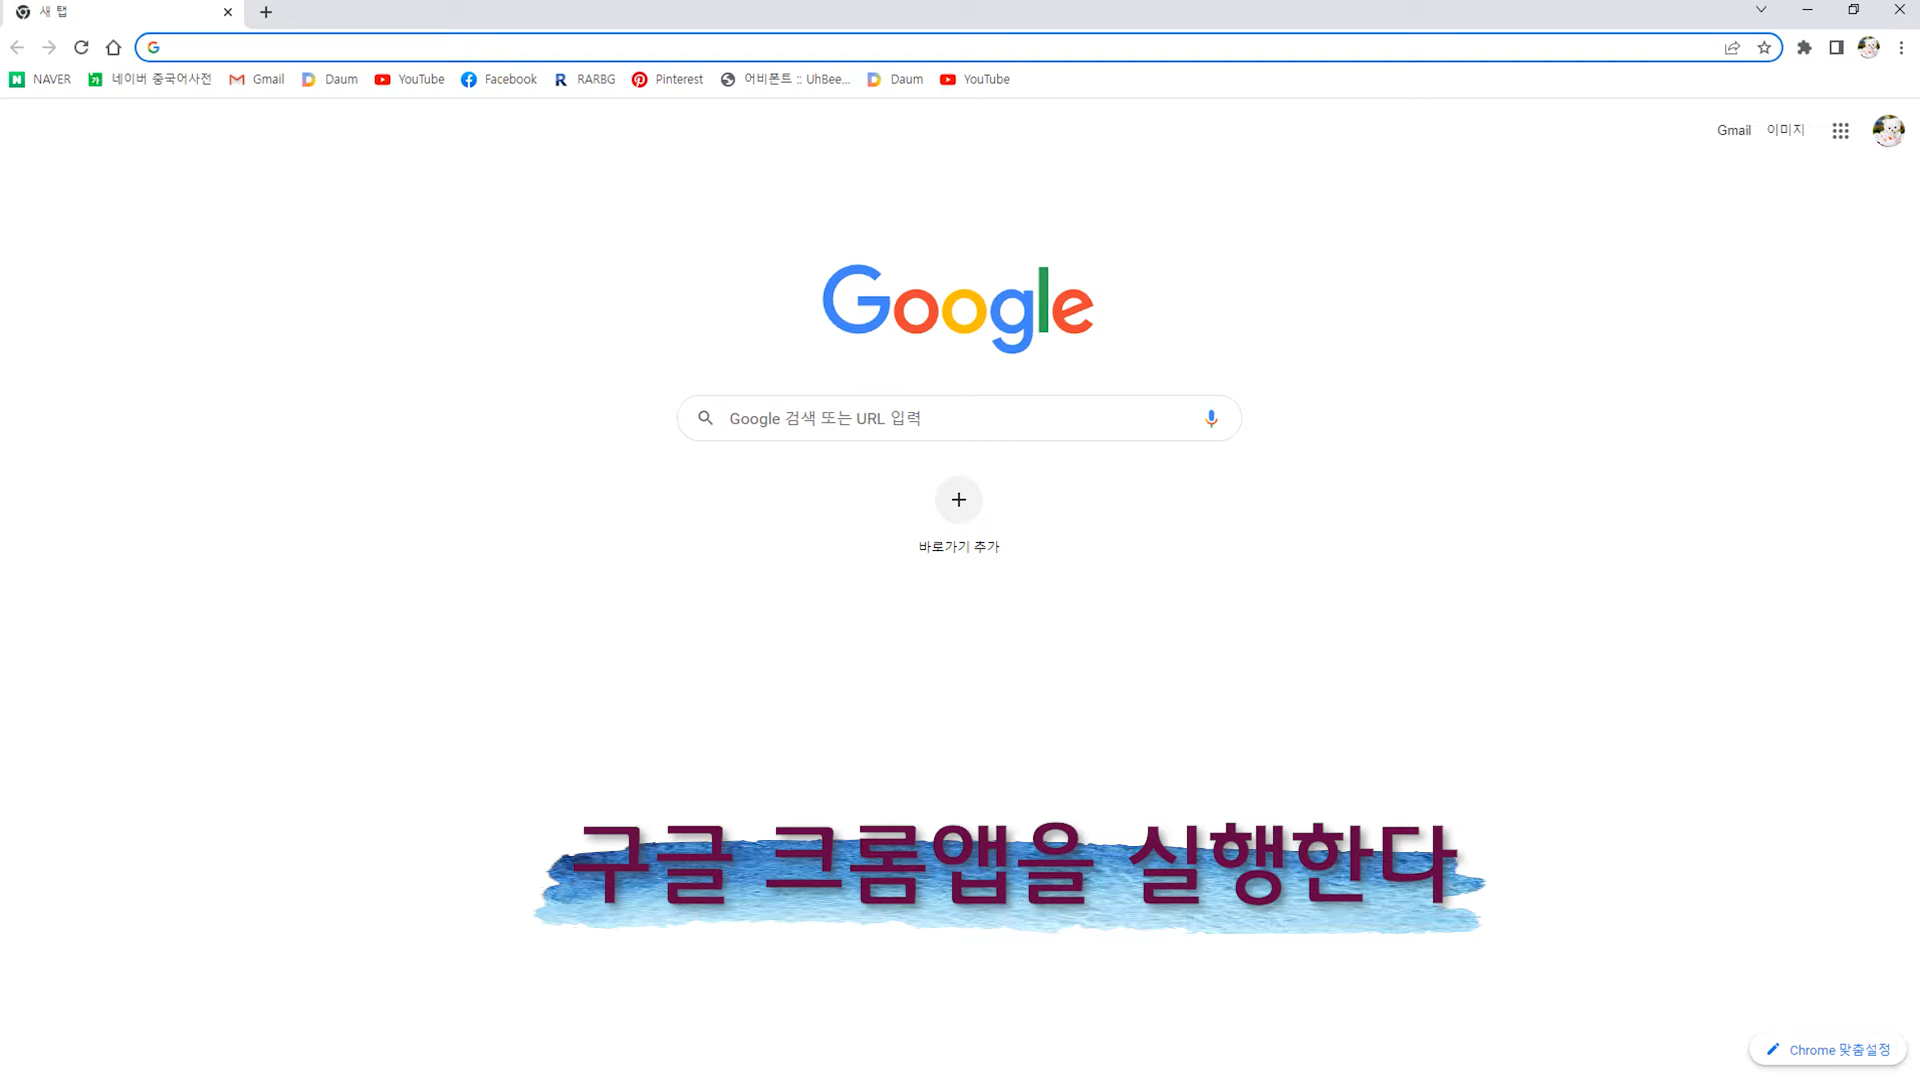 새 탭
NAVER 네이버 중국어사전 Gmail Daum YouTube Facebook RARBG Pinterest 어비폰트 :: UhBee... Daum YouTube
Gmail 이미지
Google
Google 검색 또는 URL 입력
바로가기 추가
구글 크롬앱을 실행한다
Chrome 맞춤설정